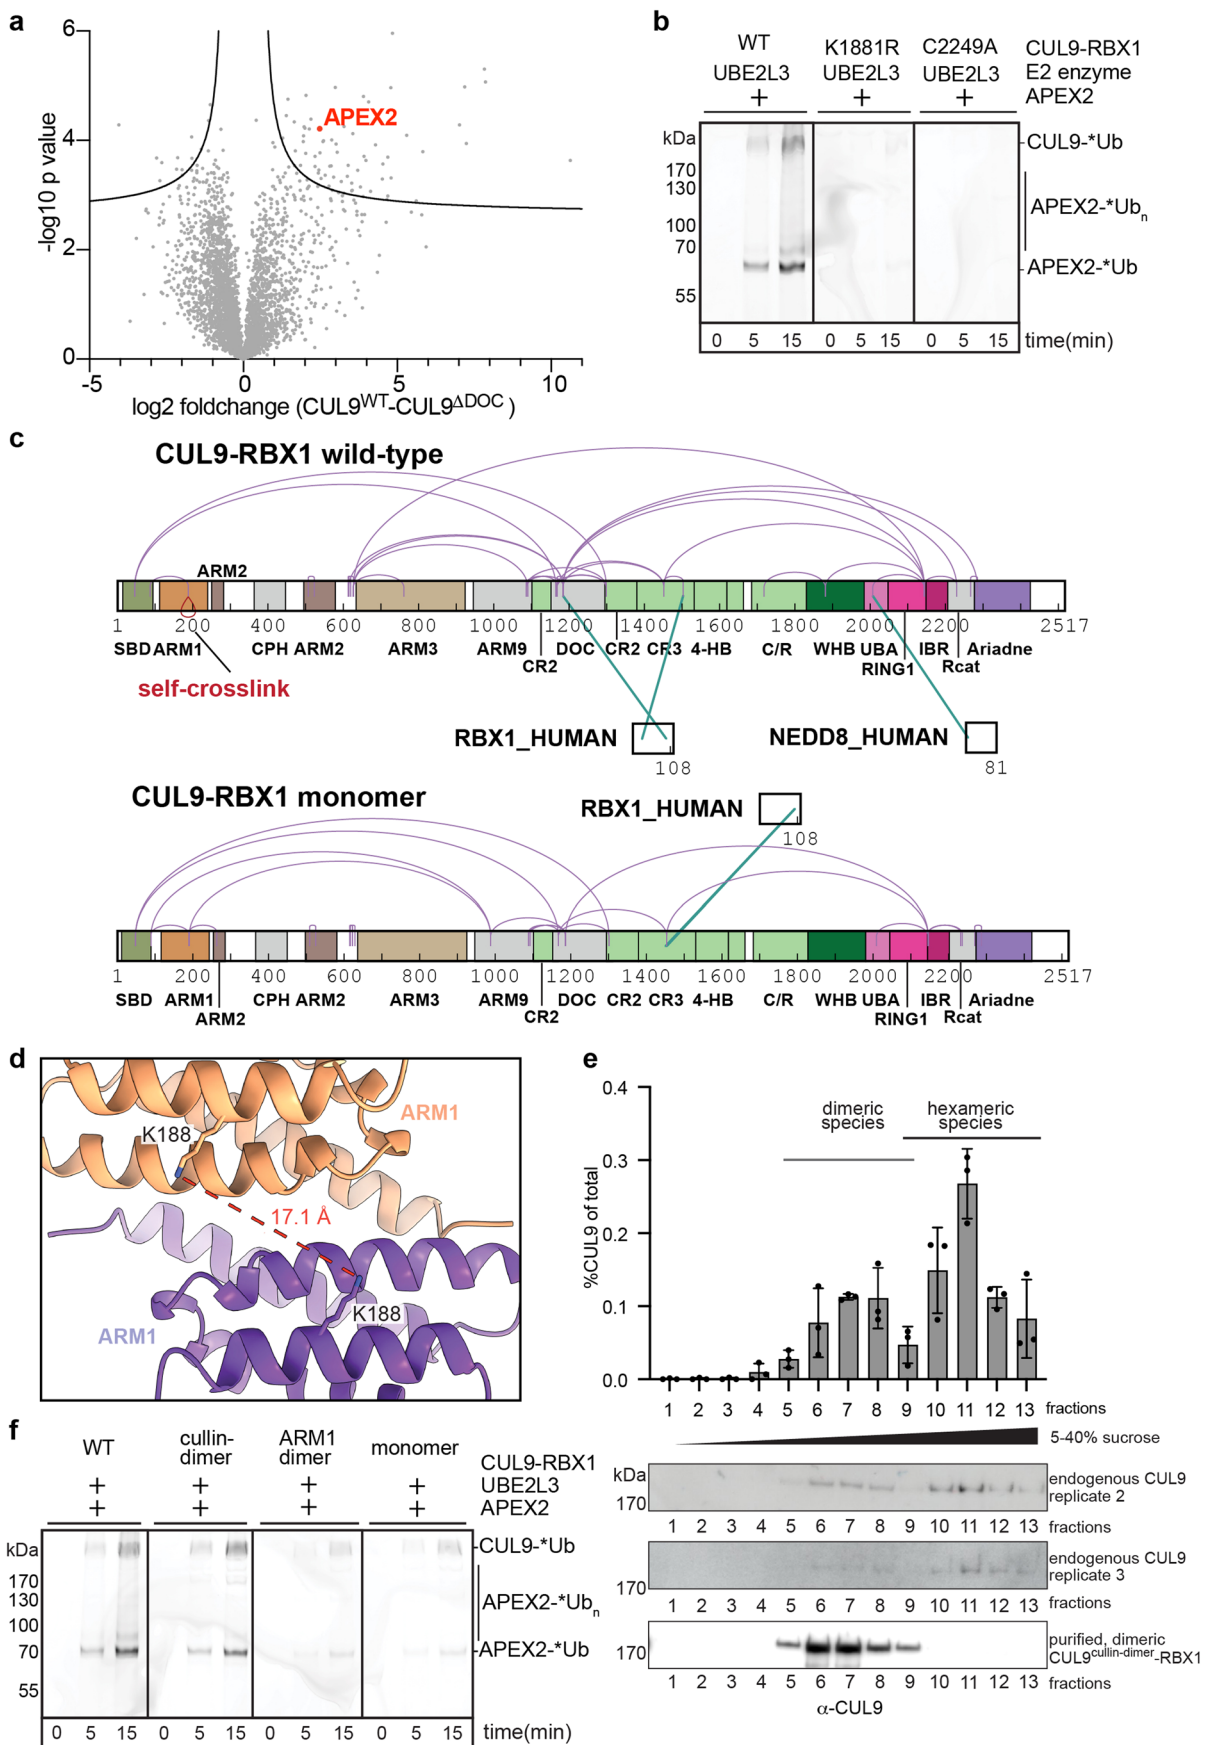 a
6
4
2
0
-log10 p value
APEX2
-5
0
5
10
log2 foldchange (CUL9WT-CUL9ΔDOC)
b
WT
K1881R
C2249A
CUL9-RBX1
UBE2L3
UBE2L3
UBE2L3
E2 enzyme
+
+
+
APEX2
kDa
170
130
100
70
55
CUL9-*Ub
APEX2-*Ubn
APEX2-*Ub
0 5 15
0 5 15
0 5 15
time(min)
c
CUL9-RBX1 wild-type
ARM2
1 200 400 600 800 1000 1200 1400 1600 1800 2000 2200 2517
SBD ARM1 CPH ARM2 ARM3 ARM9 DOC CR2 CR3 4-HB C/R WHB UBA IBR Ariadne
CR2 RING1 Rcat
self-crosslink
RBX1_HUMAN
108
NEDD8_HUMAN
81
CUL9-RBX1 monomer
RBX1_HUMAN
108
1 200 400 600 800 1000 1200 1400 1600 1800 2000 2200 2517
SBD ARM1 CPH ARM2 ARM3 ARM9 DOC CR2 CR3 4-HB C/R WHB UBA IBR Ariadne
ARM2 CR2 RING1 Rcat
d
ARM1
K188
17.1 Å
K188
ARM1
e
0.4
0.3
0.2
0.1
0.0
%CUL9 of total
dimeric
species
hexameric
species
1 2 3 4 5 6 7 8 9 10 11 12 13 fractions
5-40% sucrose
kDa
170
endogenous CUL9
replicate 2
1 2 3 4 5 6 7 8 9 10 11 12 13 fractions
170
endogenous CUL9
replicate 3
1 2 3 4 5 6 7 8 9 10 11 12 13 fractions
170
purified, dimeric
CUL9cullin-dimer-RBX1
1 2 3 4 5 6 7 8 9 10 11 12 13 fractions
α-CUL9
f
WT
cullin-
dimer
ARM1
dimer
monomer
CUL9-RBX1
+ + + + UBE2L3
+ + + + APEX2
kDa
170
130
100
70
55
CUL9-*Ub
APEX2-*Ubn
APEX2-*Ub
0 5 15
0 5 15
0 5 15
0 5 15
time(min)